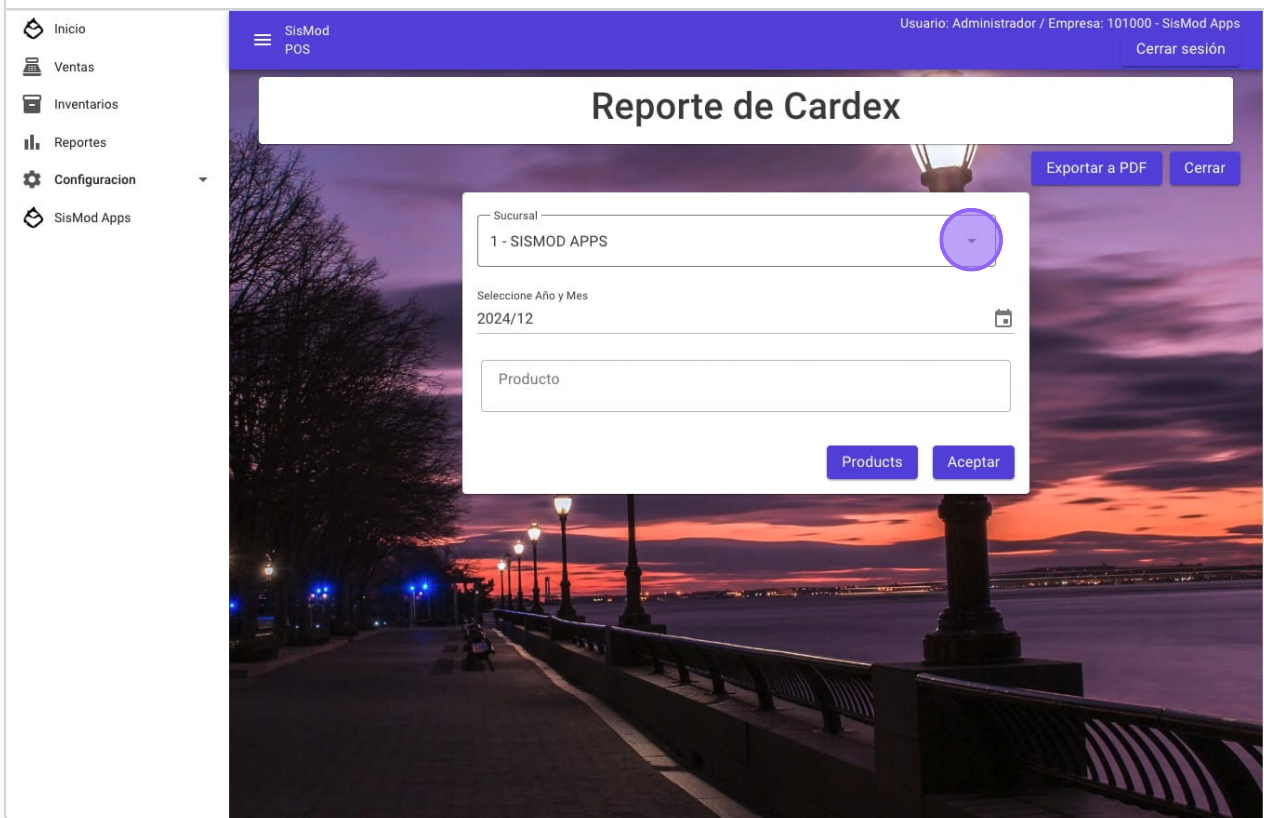 Inicio
Ventas
Inventarios
Reportes
Configuracion
SisMod Apps
SisMod
POS
Usuario: Administrador / Empresa: 101000 - SisMod Apps
Cerrar sesión
Reporte de Cardex
Exportar a PDF
Cerrar
Sucursal
1 - SISMOD APPS
Seleccione Año y Mes
2024/12
Producto
Products
Aceptar